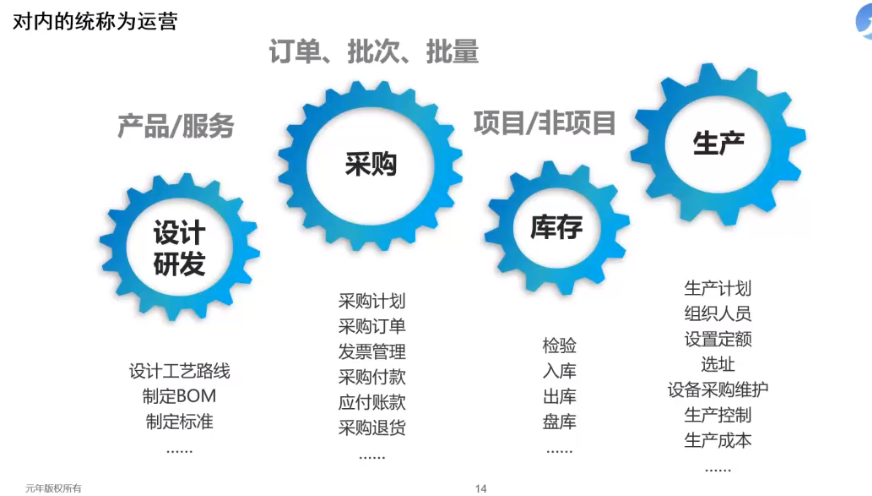 对内的统称为运营
订单、批次、批量
产品/服务
项目/非项目
设计
研发
采购
库存
生产
设计工艺路线
制定BOM
制定标准
......
采购计划
采购订单
发票管理
采购付款
应付账款
采购退货
......
检验
入库
出库
盘库
......
生产计划
组织人员
设置定额
选址
设备采购维护
生产控制
生产成本
......
元年版权所有
14